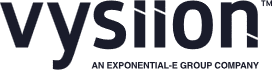 vysiion™
AN EXPONENTIAL-E GROUP COMPANY